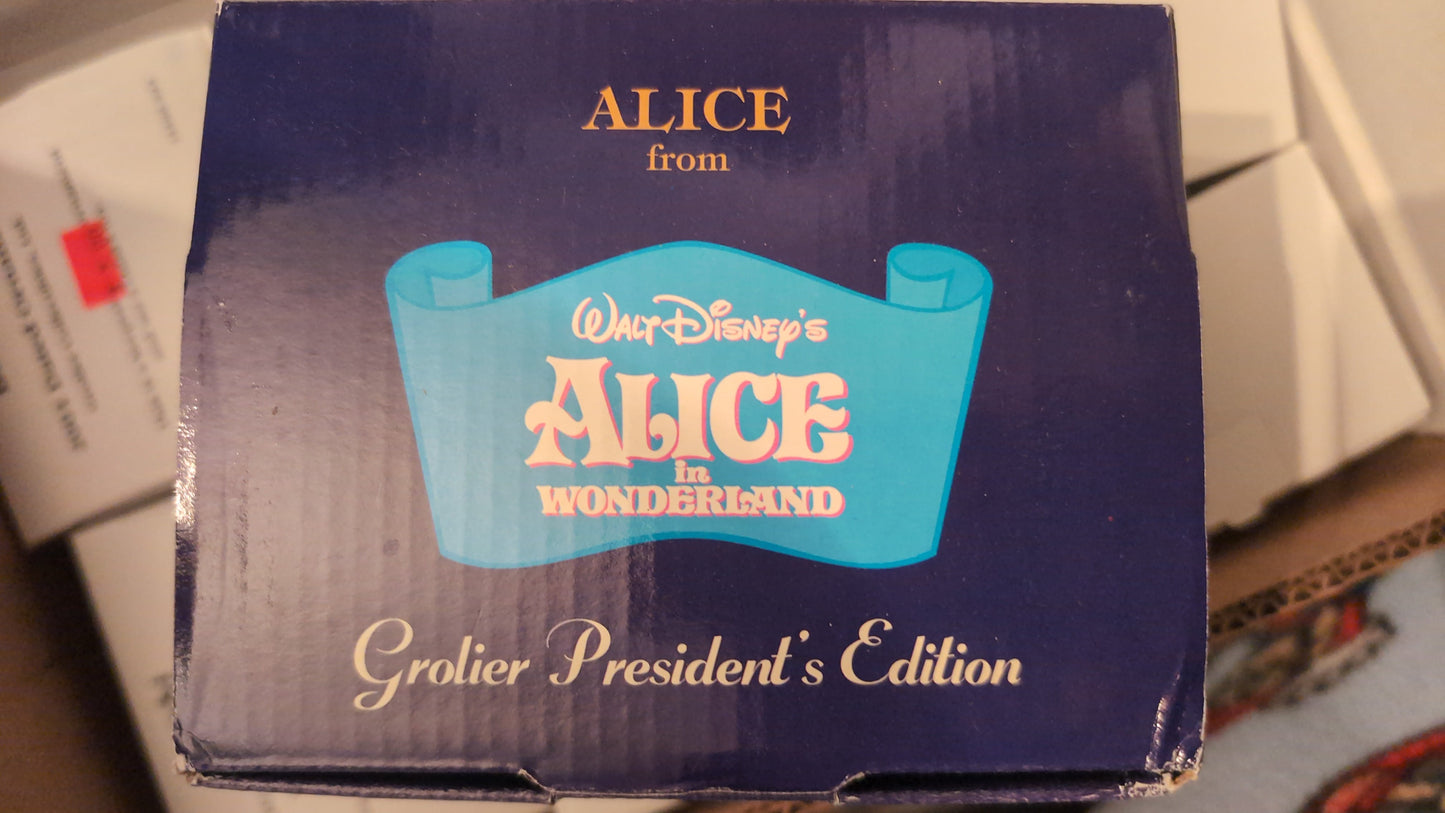 ALICE
from
WALT DISNEY'S
ALICE
in
WONDERLAND
Grolier President's Edition